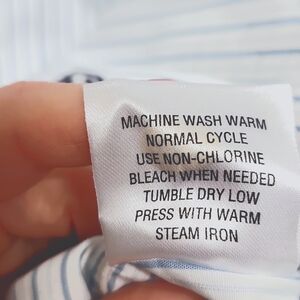 MACHINE WASH WARM
NORMAL CYCLE
USE NON-CHLORINE
BLEACH WHEN NEEDED
TUMBLE DRY LOW
PRESS WITH WARM
STEAM IRON